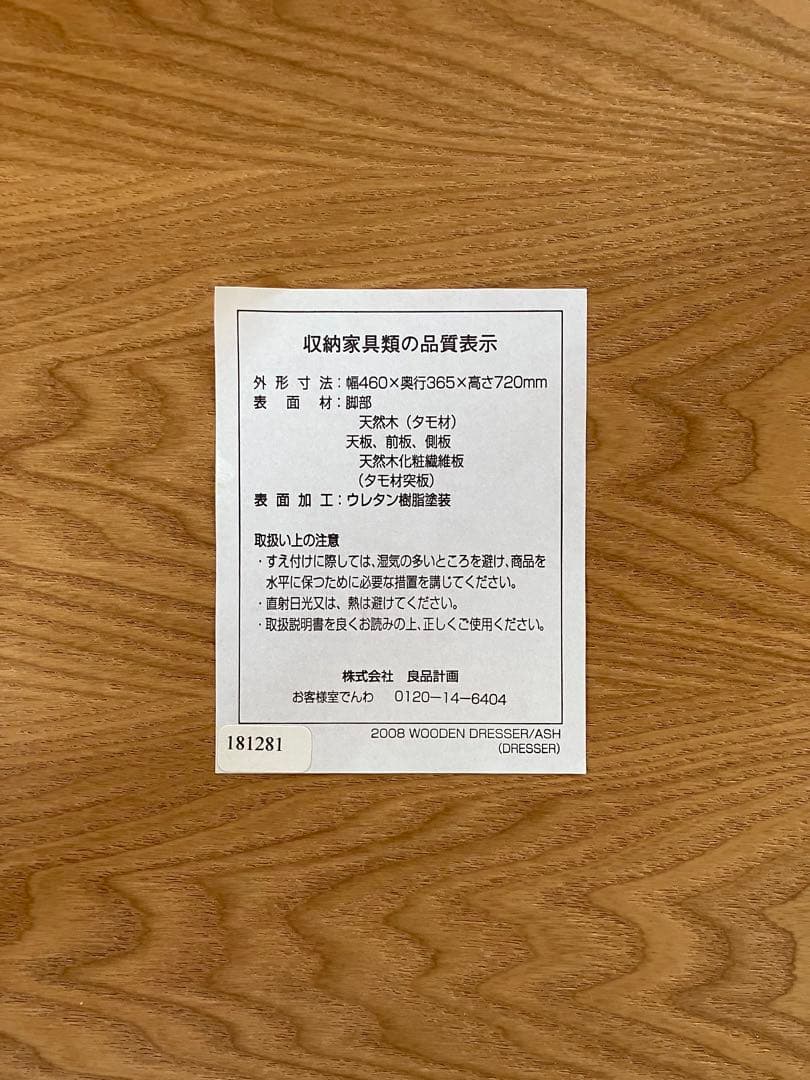 収納家具類の品質表示
外形寸法：幅460×奥行365×高さ720mm
表面材：脚部
天然木（タモ材）
天板、前板、側板
天然木化粧繊維板
（タモ材突板）
表面加工：ウレタン樹脂塗装
取扱い上の注意
・すえ付けに際しては、湿気の多いところを避け、商品を
水平に保つために必要な措置を講じてください。
・直射日光又は、熱は避けてください。
・取扱説明書を良くお読みの上、正しくご使用ください。
株式会社　良品計画
お客様室でんわ　0120－14－6404
2008 WOODEN DRESSER/ASH
(DRESSER)
181281